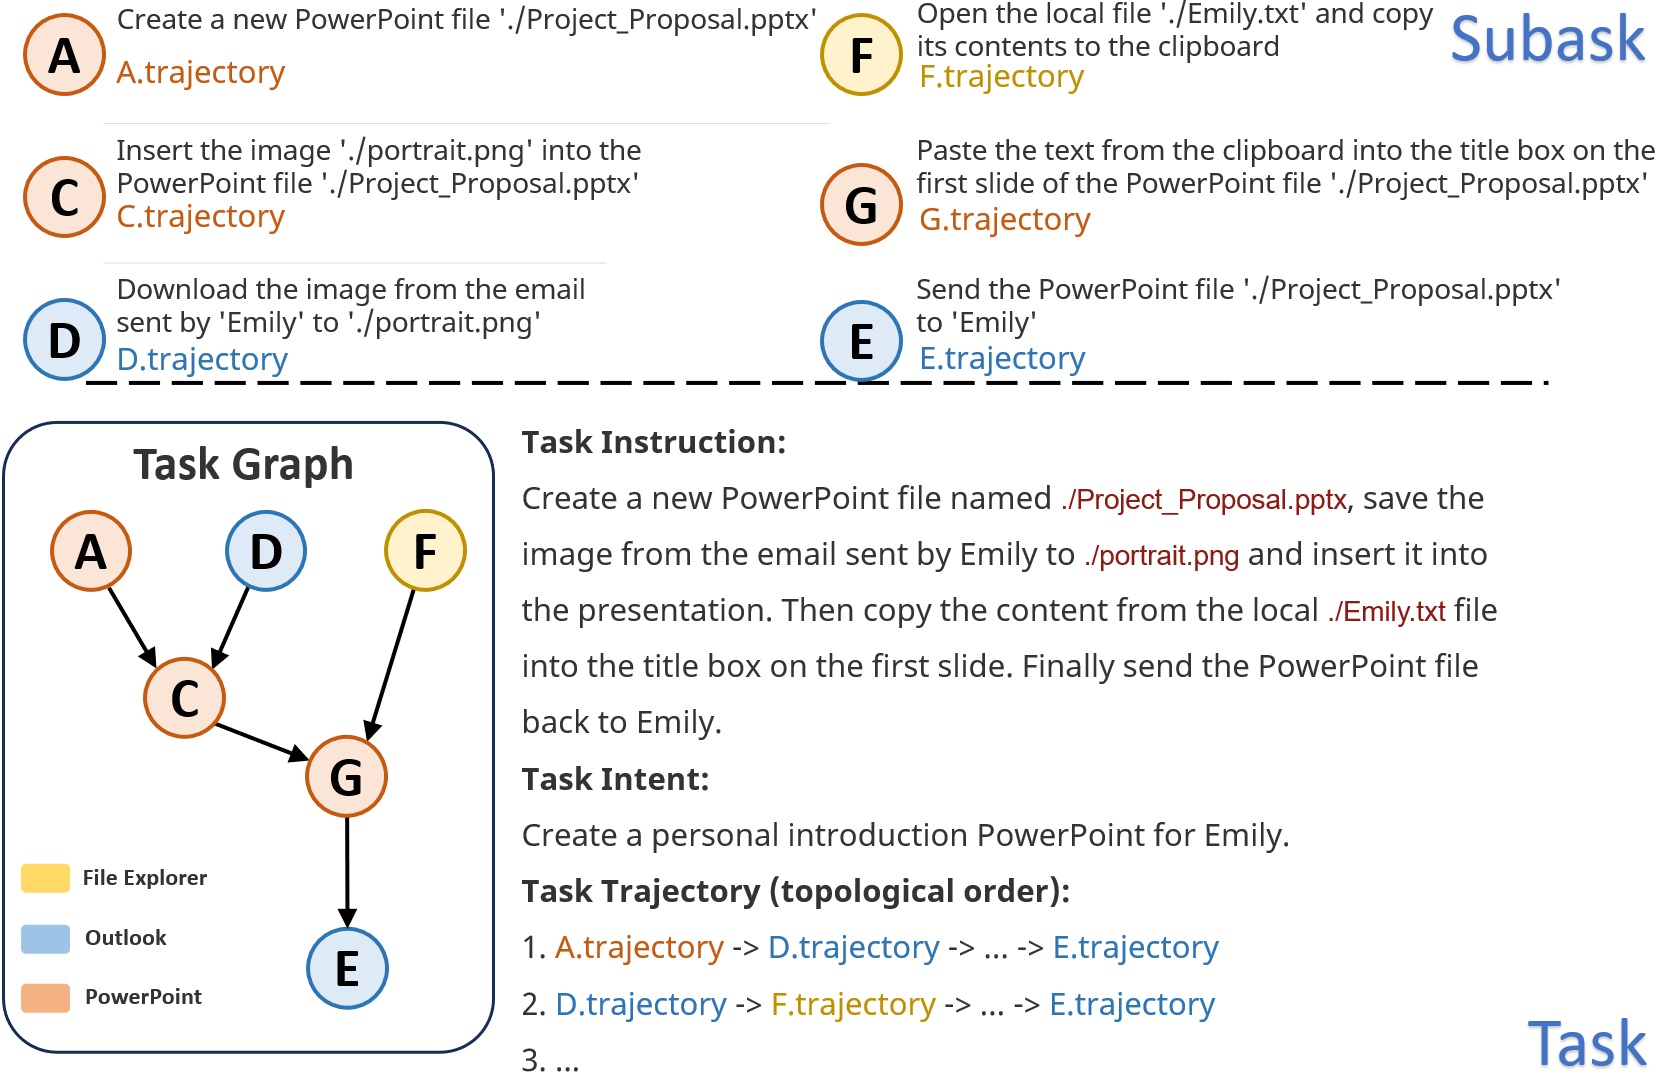 A
Create a new PowerPoint file './Project_Proposal.pptx'
A.trajectory
F
Open the local file './Emily.txt' and copy
its contents to the clipboard
F.trajectory
Subask
C
Insert the image './portrait.png' into the
PowerPoint file './Project_Proposal.pptx'
C.trajectory
G
Paste the text from the clipboard into the title box on the
first slide of the PowerPoint file './Project_Proposal.pptx'
G.trajectory
D
Download the image from the email
sent by 'Emily' to './portrait.png'
D.trajectory
E
Send the PowerPoint file './Project_Proposal.pptx'
to 'Emily'
E.trajectory
Task Graph
A
D
F
C
G
E
File Explorer
Outlook
PowerPoint
Task Instruction:
Create a new PowerPoint file named ./Project_Proposal.pptx, save the
image from the email sent by Emily to ./portrait.png and insert it into
the presentation. Then copy the content from the local ./Emily.txt file
into the title box on the first slide. Finally send the PowerPoint file
back to Emily.
Task Intent:
Create a personal introduction PowerPoint for Emily.
Task Trajectory (topological order):
1. A.trajectory -> D.trajectory -> ... -> E.trajectory
2. D.trajectory -> F.trajectory -> ... -> E.trajectory
3. ...
Task